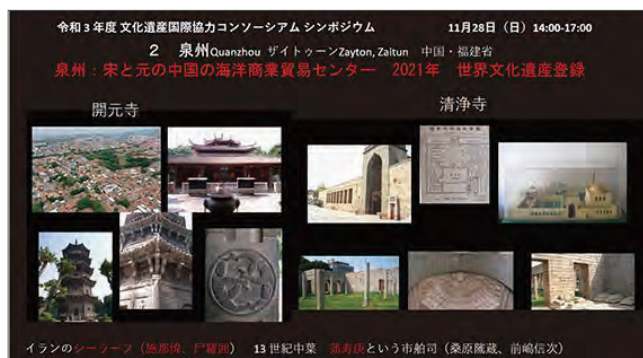 令和3年度 文化遺産国際協力コンソーシアム シンポジウム 11月28日（日）14:00-17:00
2 泉州Quanzhou ザイトゥーンZayton, Zaitun 中国・福建省
泉州：宋と元の中国の海洋商業貿易センター 2021年 世界文化遺産登録
開元寺
清浄寺
イランのシーラーフ（施那幃、尸羅囲） 13世紀中葉 蒲寿庚という市舶司（桑原隲蔵、前嶋信次）